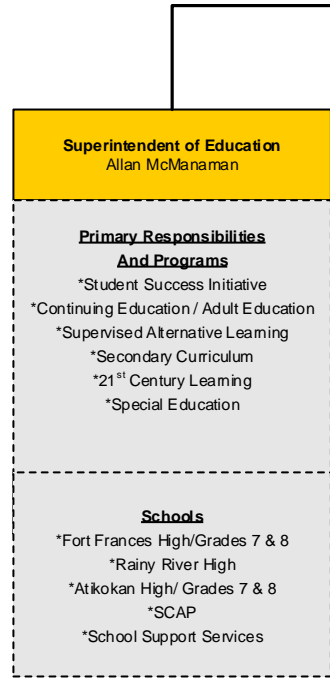 Superintendent of Education
Allan McManaman
Primary Responsibilities
And Programs
*Student Success Initiative
*Continuing Education / Adult Education
*Supervised Alternative Learning
*Secondary Curriculum
*21st Century Learning
*Special Education
Schools
*Fort Frances High/Grades 7 & 8
*Rainy River High
*Atikokan High/ Grades 7 & 8
*SCAP
*School Support Services